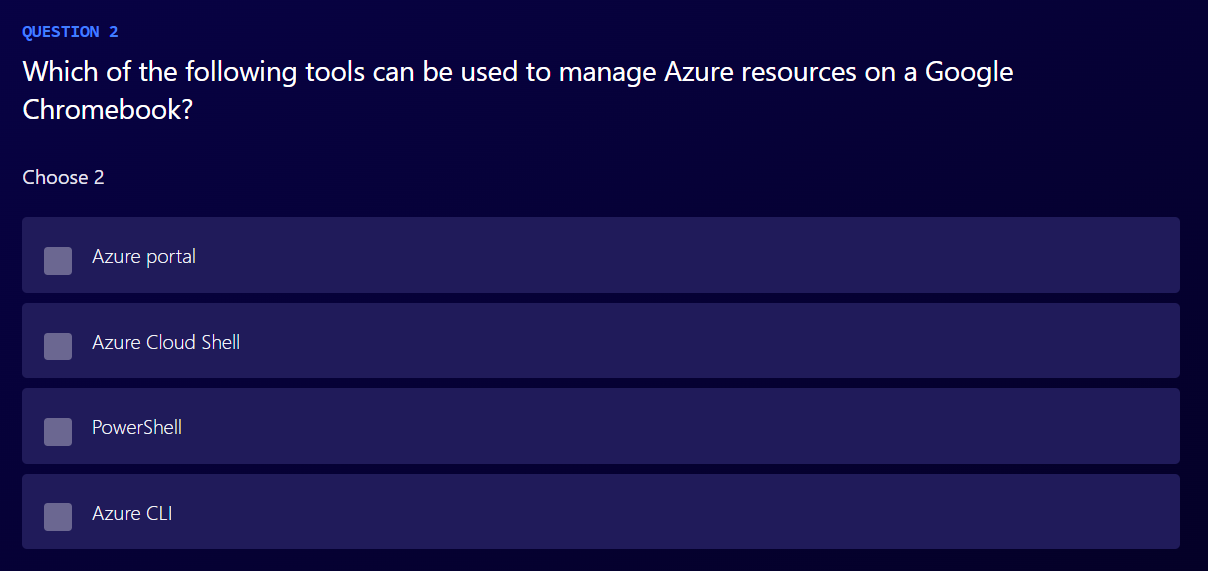 QUESTION 2
Which of the following tools can be used to manage Azure resources on a Google
Chromebook?
Choose 2
Azure portal
Azure Cloud Shell
PowerShell
Azure CLI